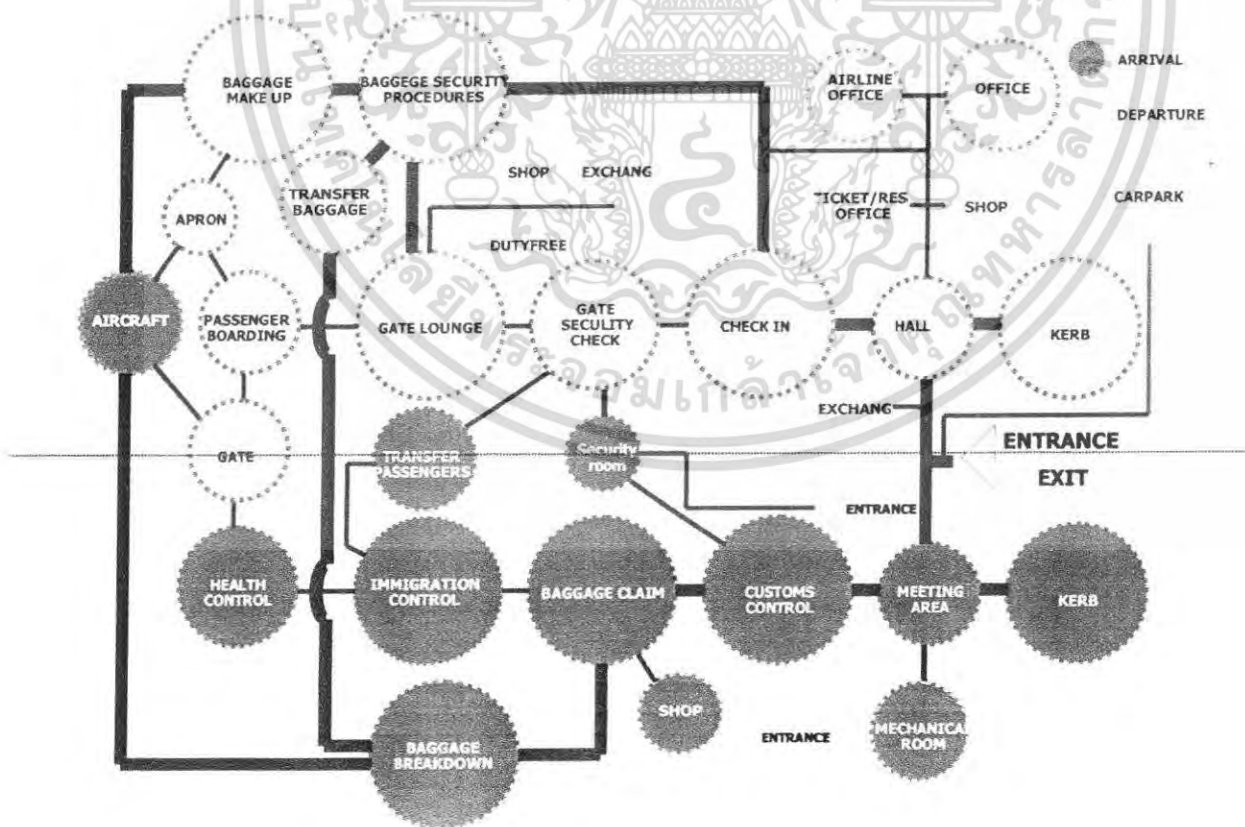 BAGGAGE
MAKE UP
BAGGEGE SECURITY
PROCEDURES
AIRLINE
OFFICE
OFFICE
ARRIVAL
DEPARTURE
TRANSFER
BAGGAGE
APRON
SHOP EXCHANG
TICKET/RES
OFFICE
SHOP
CARPARK
DUTYFREE
AIRCRAFT
PASSENGER
BOARDING
GATE LOUNGE
GATE
SECULITY
CHECK
CHECK IN
HALL
KERB
EXCHANG
GATE
TRANSFER
PASSENGERS
Security
room
ENTRANCE
EXIT
ENTRANCE
HEALTH
CONTROL
IMMIGRATION
CONTROL
BAGGAGE CLAIM
CUSTOMS
CONTROL
MEETING
AREA
KERB
SHOP
BAGGAGE
BREAKDOWN
ENTRANCE
MECHANICAL
ROOM